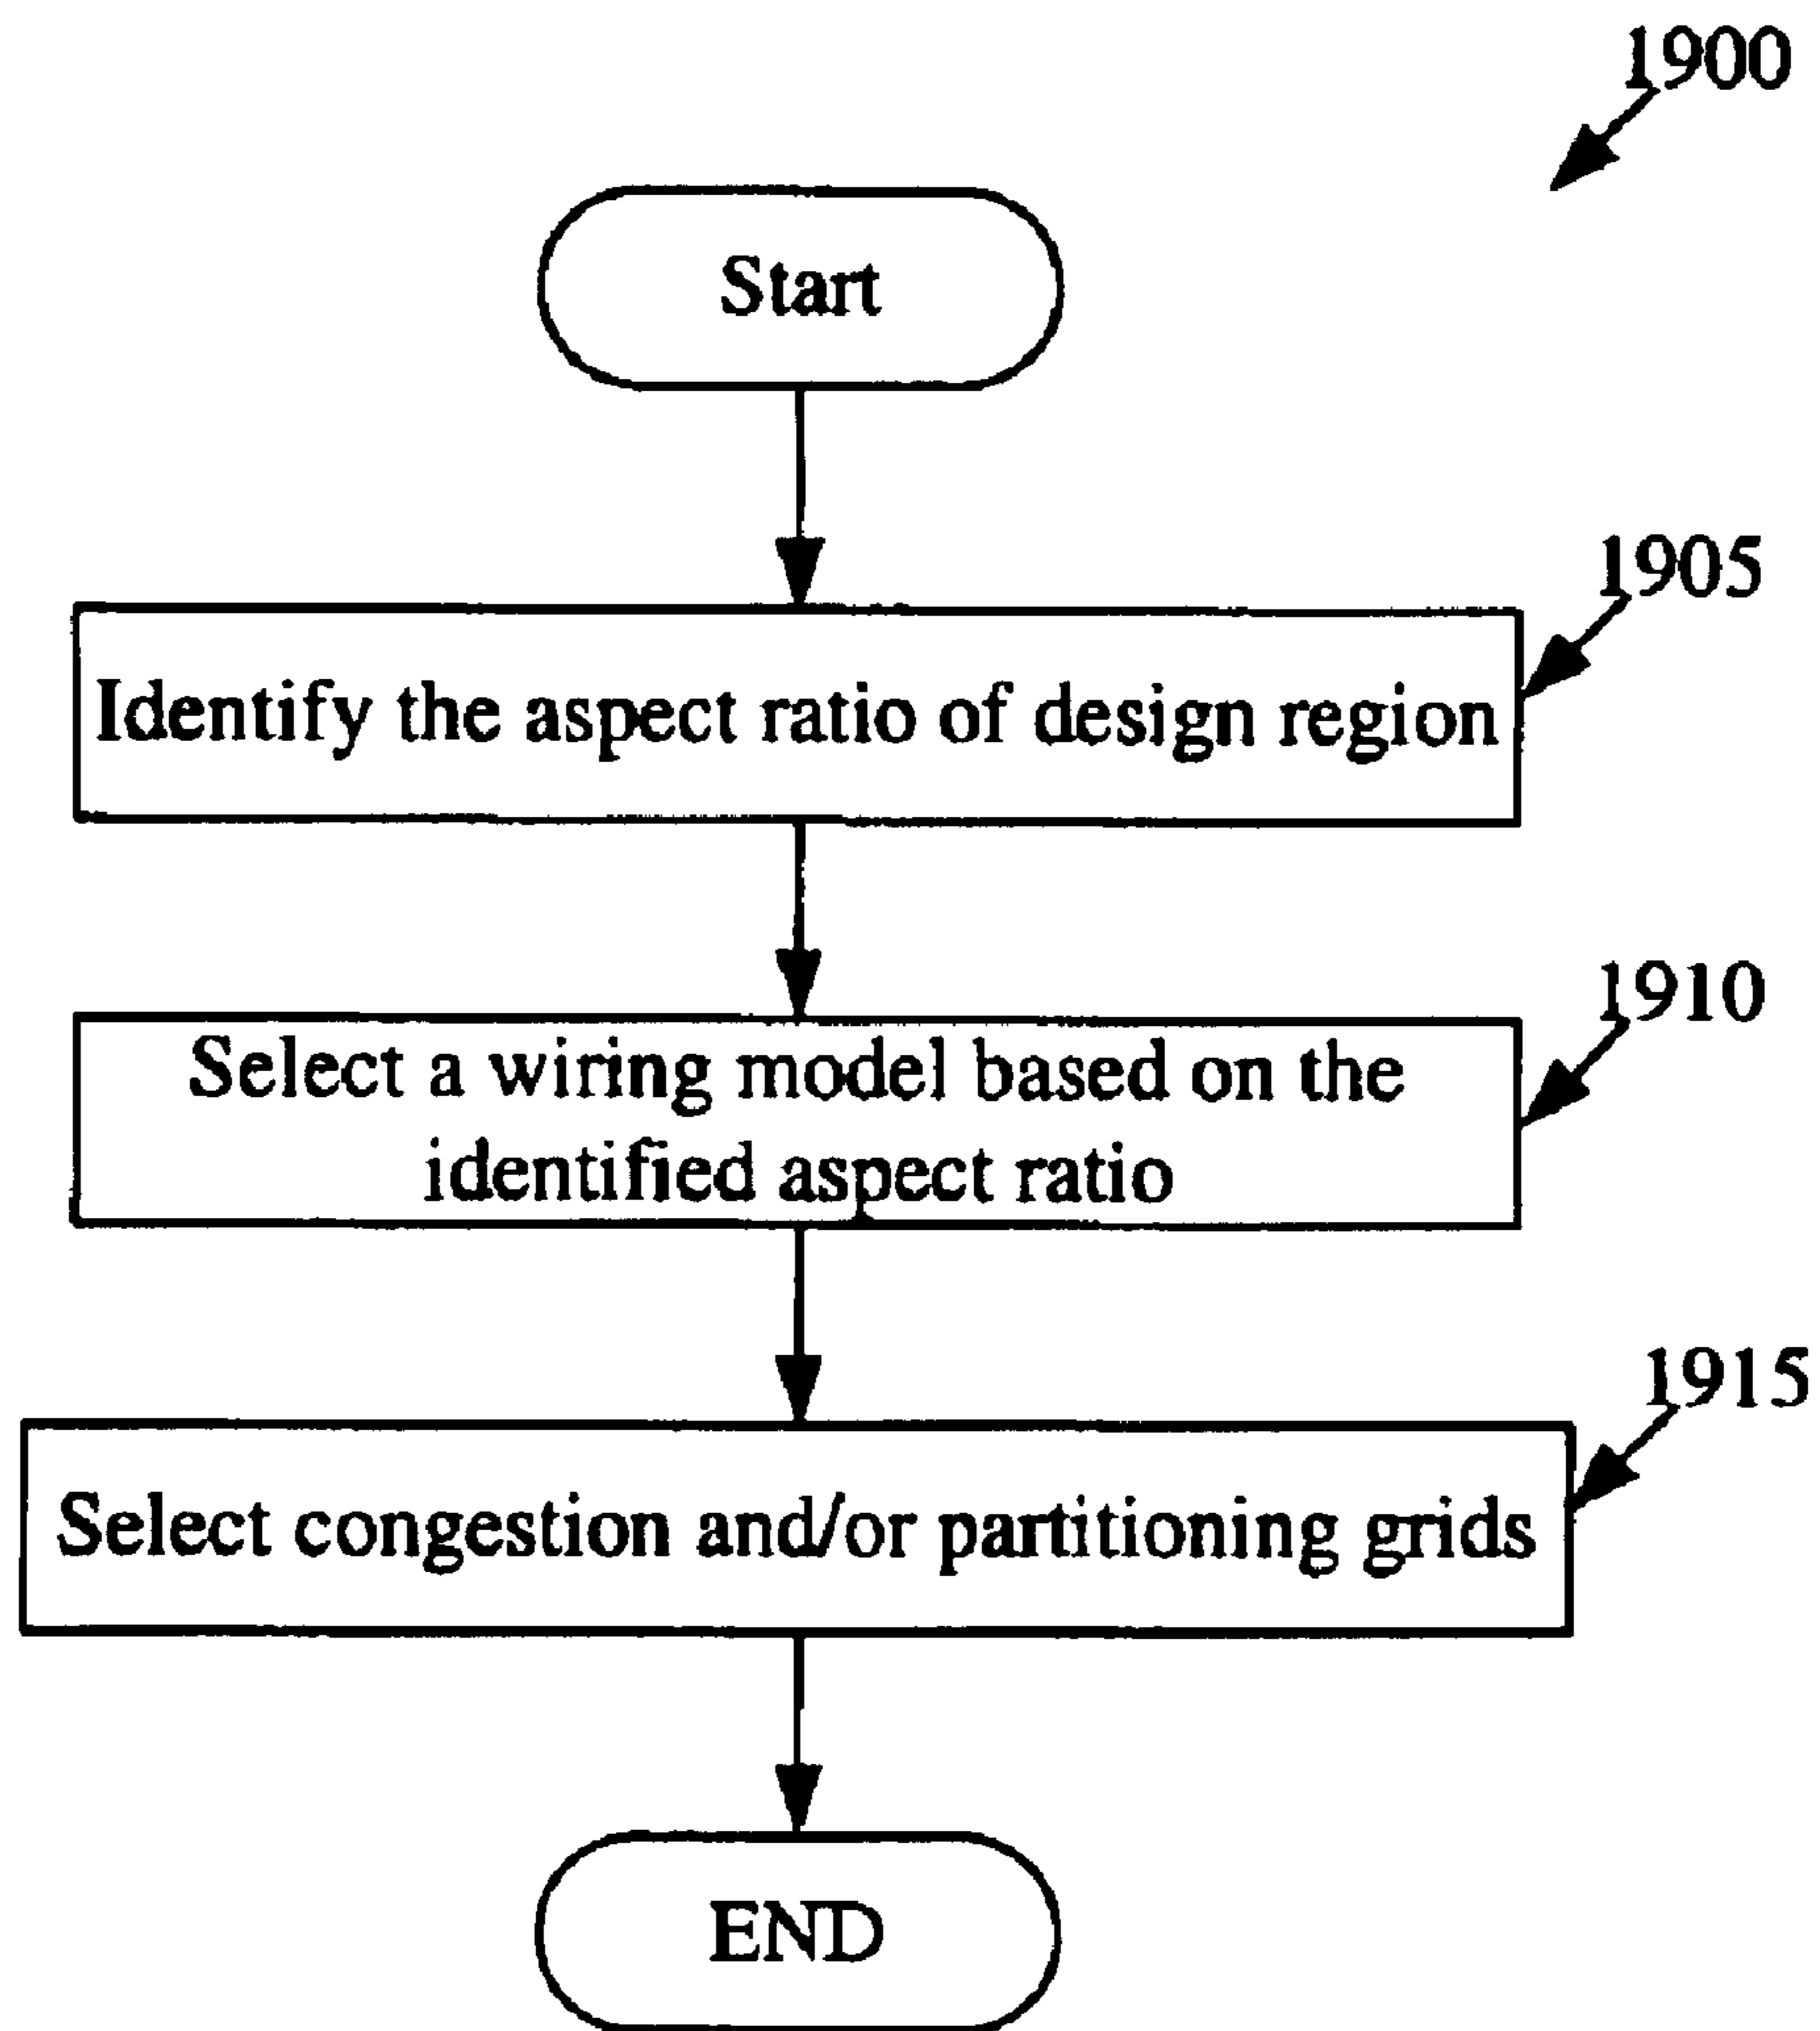 1900
Start
1905
Identify the aspect ratio of design region
1910
Select a wiring model based on the
identified aspect ratio
1915
Select congestion and/or partitioning grids
END